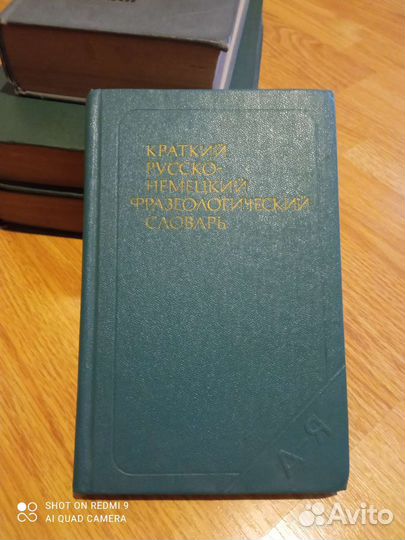 КРАТКИЙ
РУССКО-
НЕМЕЦКИЙ
ФРАЗЕОЛОГИЧЕСКИЙ
СЛОВАРЬ
А-Я
SHOT ON REDMI 9
AI QUAD CAMERA
Avito